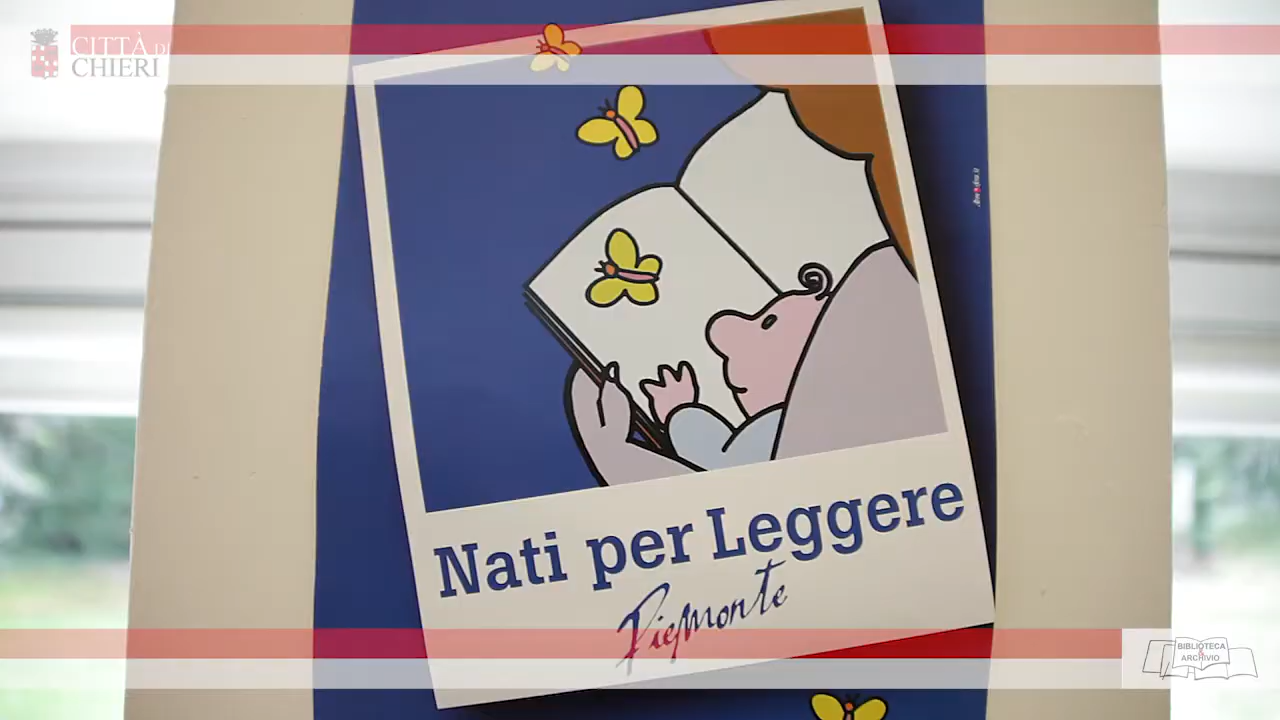 CITTÀ DI
CHIERI
Nati per Leggere
Piemonte
BIBLIOTECA
&
ARCHIVIO